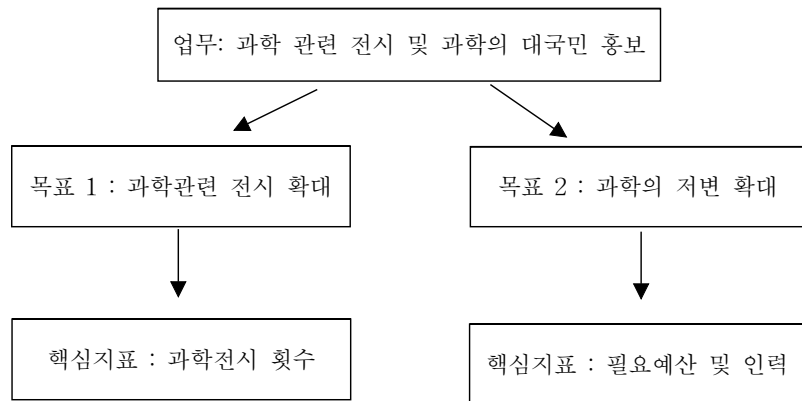 업무: 과학 관련 전시 및 과학의 대국민 홍보
목표 1 : 과학관련 전시 확대
목표 2 : 과학의 저변 확대
핵심지표 : 과학전시 횟수
핵심지표 : 필요예산 및 인력